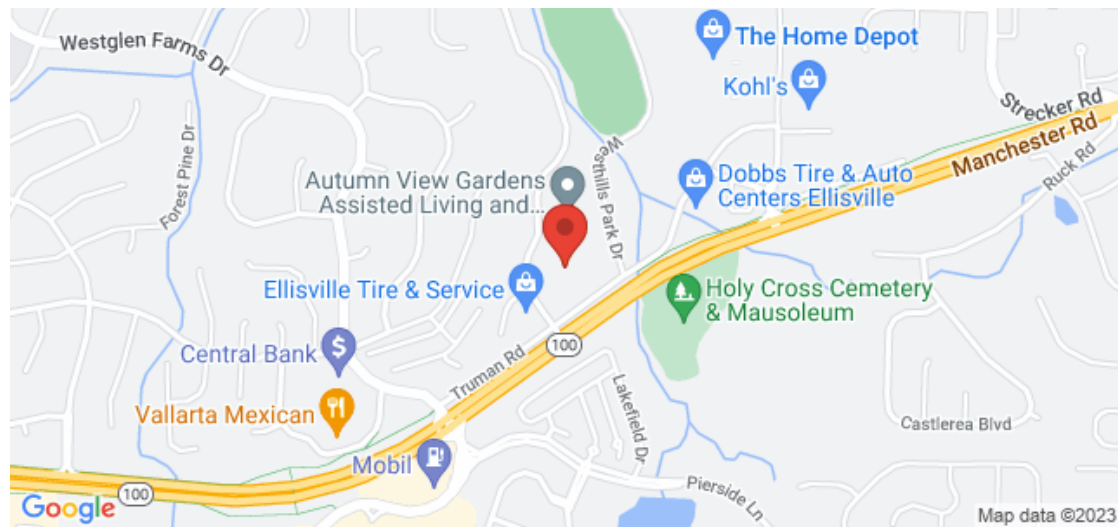 Westglen Farms Dr
The Home Depot
Kohl's
Strecker Rd
Manchester Rd
Ruck Rd
Forest Pine Dr
Westhills Park Dr
Autumn View Gardens
Assisted Living and...
Dobbs Tire & Auto
Centers Ellisville
Ellisville Tire & Service
Holy Cross Cemetery
& Mausoleum
100
Central Bank
Truman Rd
Vallarta Mexican
Lakefield Dr
Castlerea Blvd
Mobil
100
Pierside Ln
Google
Map data ©2023